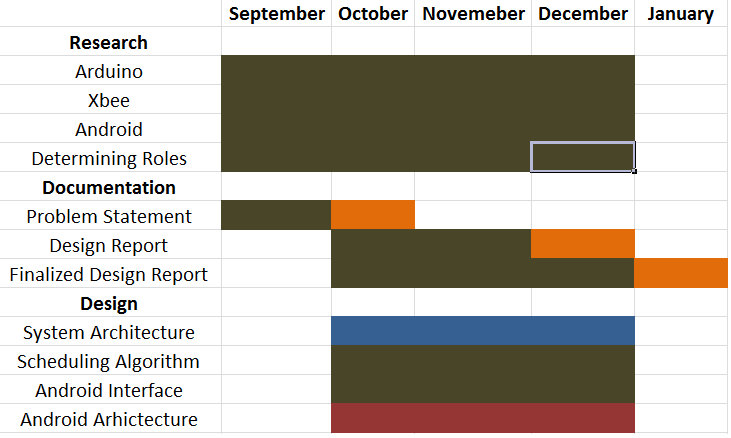 September October Novemeber December January
Research
Arduino
Xbee
Android
Determining Roles
Documentation
Problem Statement
Design Report
Finalized Design Report
Design
System Architecture
Scheduling Algorithm
Android Interface
Android Arhictecture